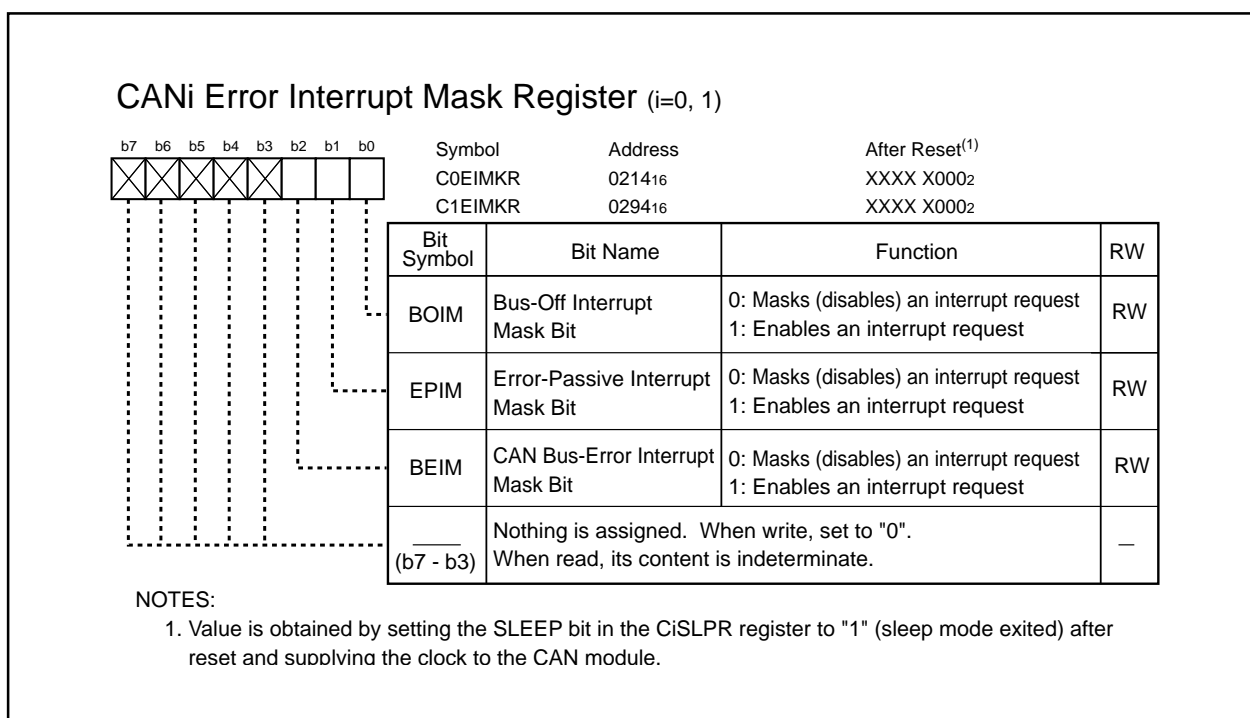 CANi Error Interrupt Mask Register (i=0, 1)
b7 b6 b5 b4 b3 b2 b1 b0
Symbol Address After Reset(1)
C0EIMKR 021416 XXXX X0002
C1EIMKR 029416 XXXX X0002
Bit Symbol Bit Name Function RW
BOIM Bus-Off Interrupt Mask Bit 0: Masks (disables) an interrupt request RW
1: Enables an interrupt request
EPIM Error-Passive Interrupt Mask Bit 0: Masks (disables) an interrupt request RW
1: Enables an interrupt request
BEIM CAN Bus-Error Interrupt Mask Bit 0: Masks (disables) an interrupt request RW
1: Enables an interrupt request
(b7 - b3) Nothing is assigned. When write, set to "0". —
When read, its content is indeterminate.
NOTES:
1. Value is obtained by setting the SLEEP bit in the CiSLPR register to "1" (sleep mode exited) after
reset and supplying the clock to the CAN module.